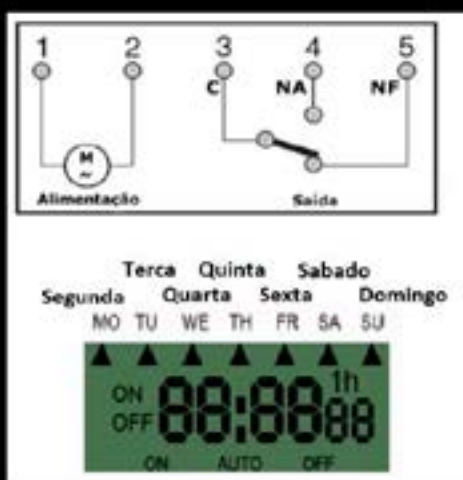 1 2 3 4 5
C NA NF
M
~
Alimentação Saida
Terca Quinta Sabado
Segunda Quarta Sexta Domingo
MO TU WE TH FR SA SU
ON 88:88 1h
OFF 88
ON AUTO OFF